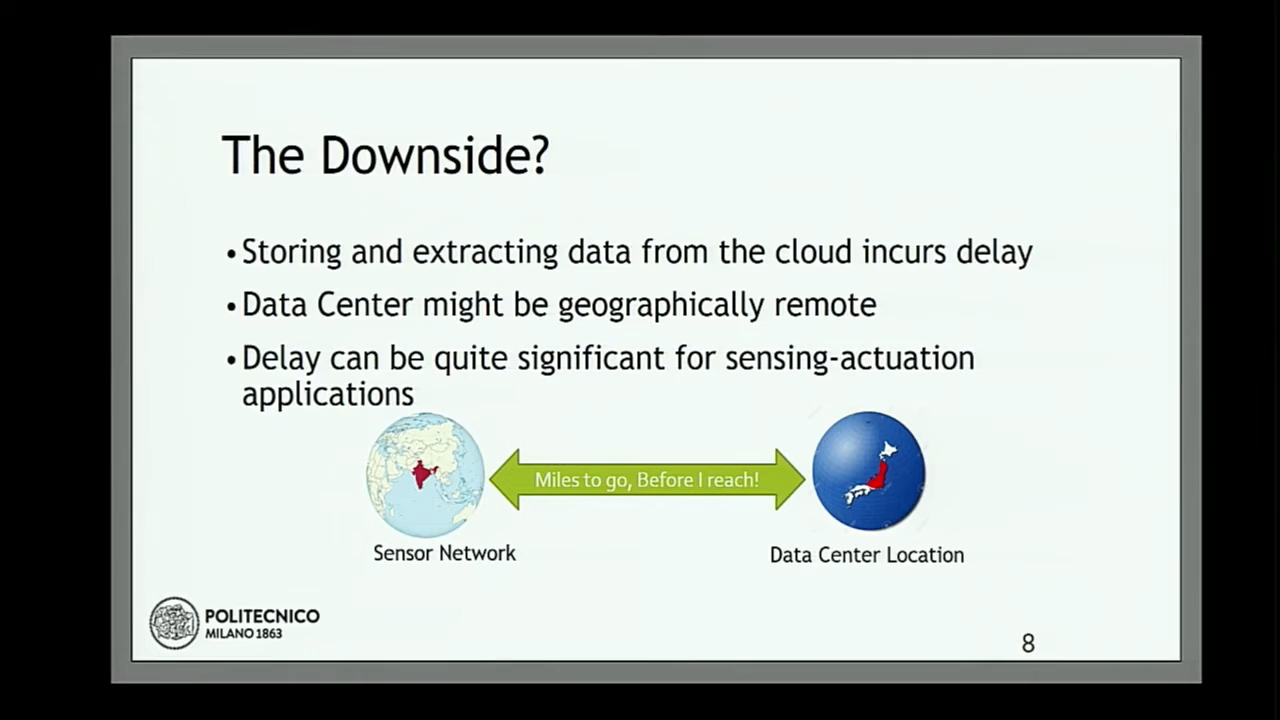 The Downside?
•Storing and extracting data from the cloud incurs delay
•Data Center might be geographically remote
•Delay can be quite significant for sensing-actuation
applications
Miles to go, Before I reach!
Sensor Network
Data Center Location
POLITECNICO
MILANO 1863
8